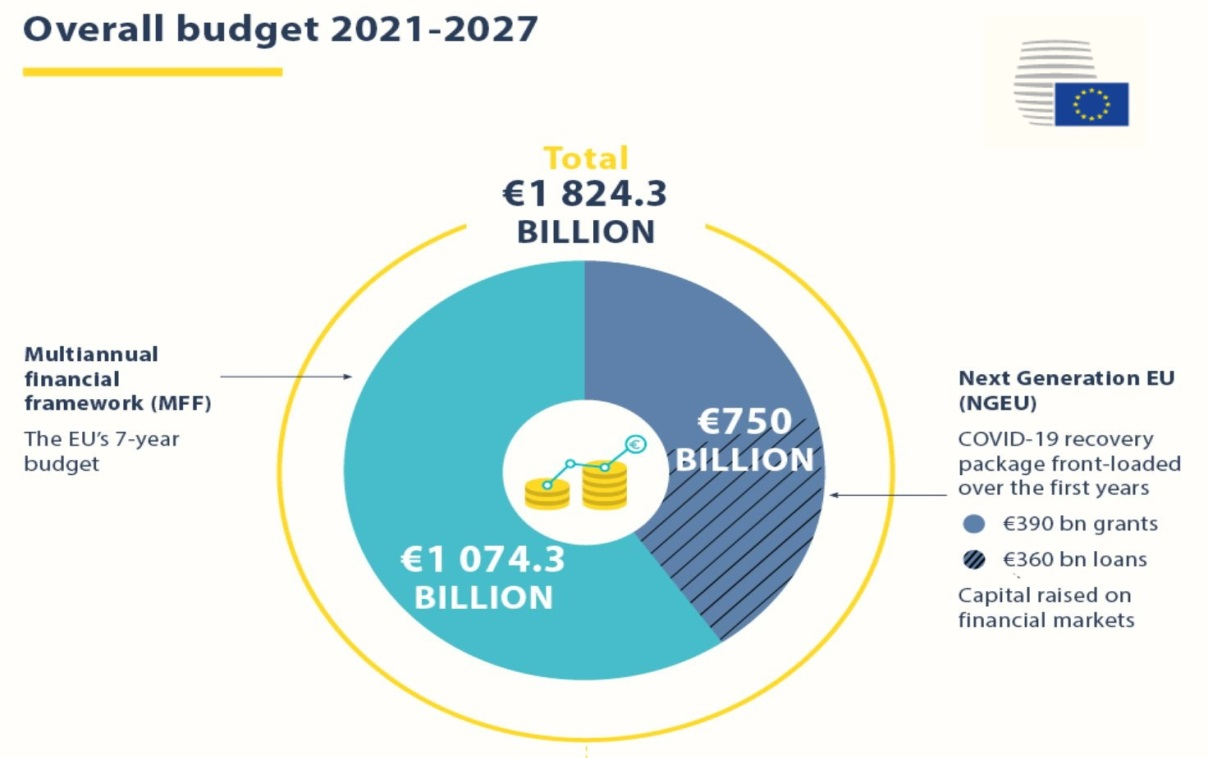 Overall budget 2021-2027
Total
€1 824.3
BILLION
Multiannual
financial
framework (MFF)
The EU's 7-year
budget
€750
BILLION
€1 074.3
BILLION
€
Next Generation EU
(NGEU)
COVID-19 recovery
package front-loaded
over the first years
€390 bn grants
€360 bn loans
Capital raised on
financial markets